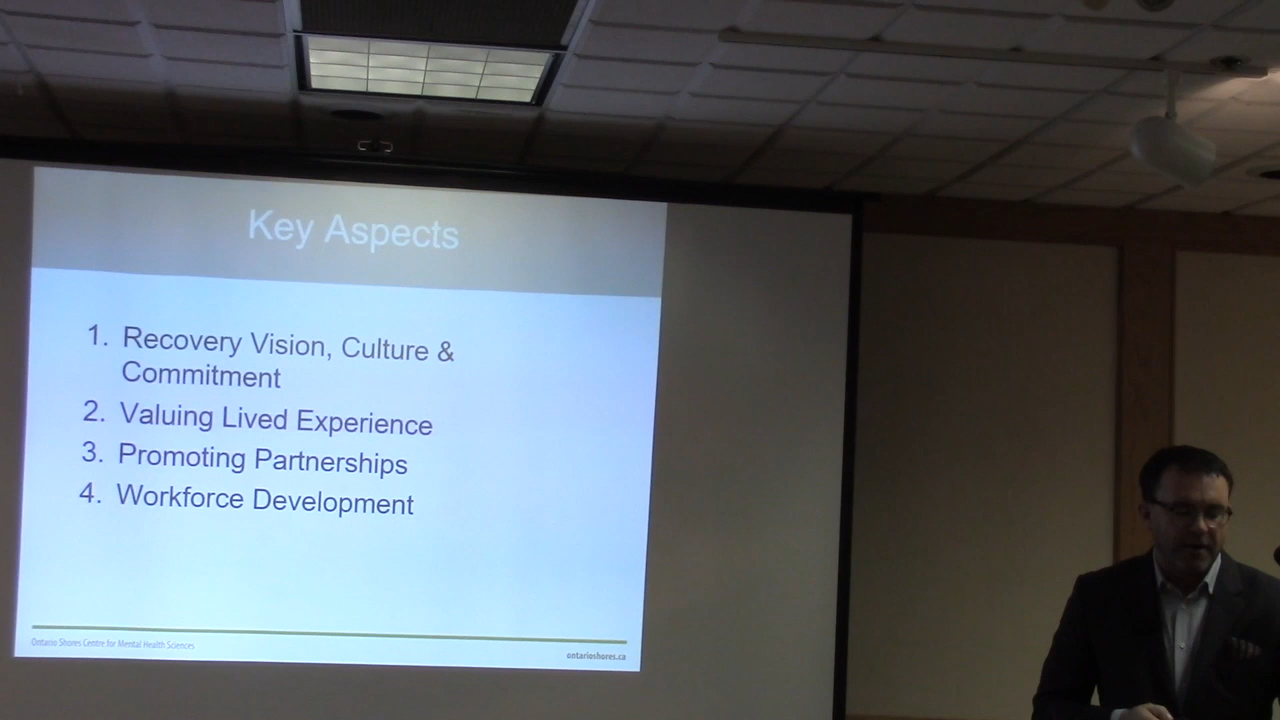 Key Aspects
1. Recovery Vision, Culture &
Commitment
2. Valuing Lived Experience
3. Promoting Partnerships
4. Workforce Development
Ontario Shores Centre for Mental Health Sciences
ontarioshores.ca